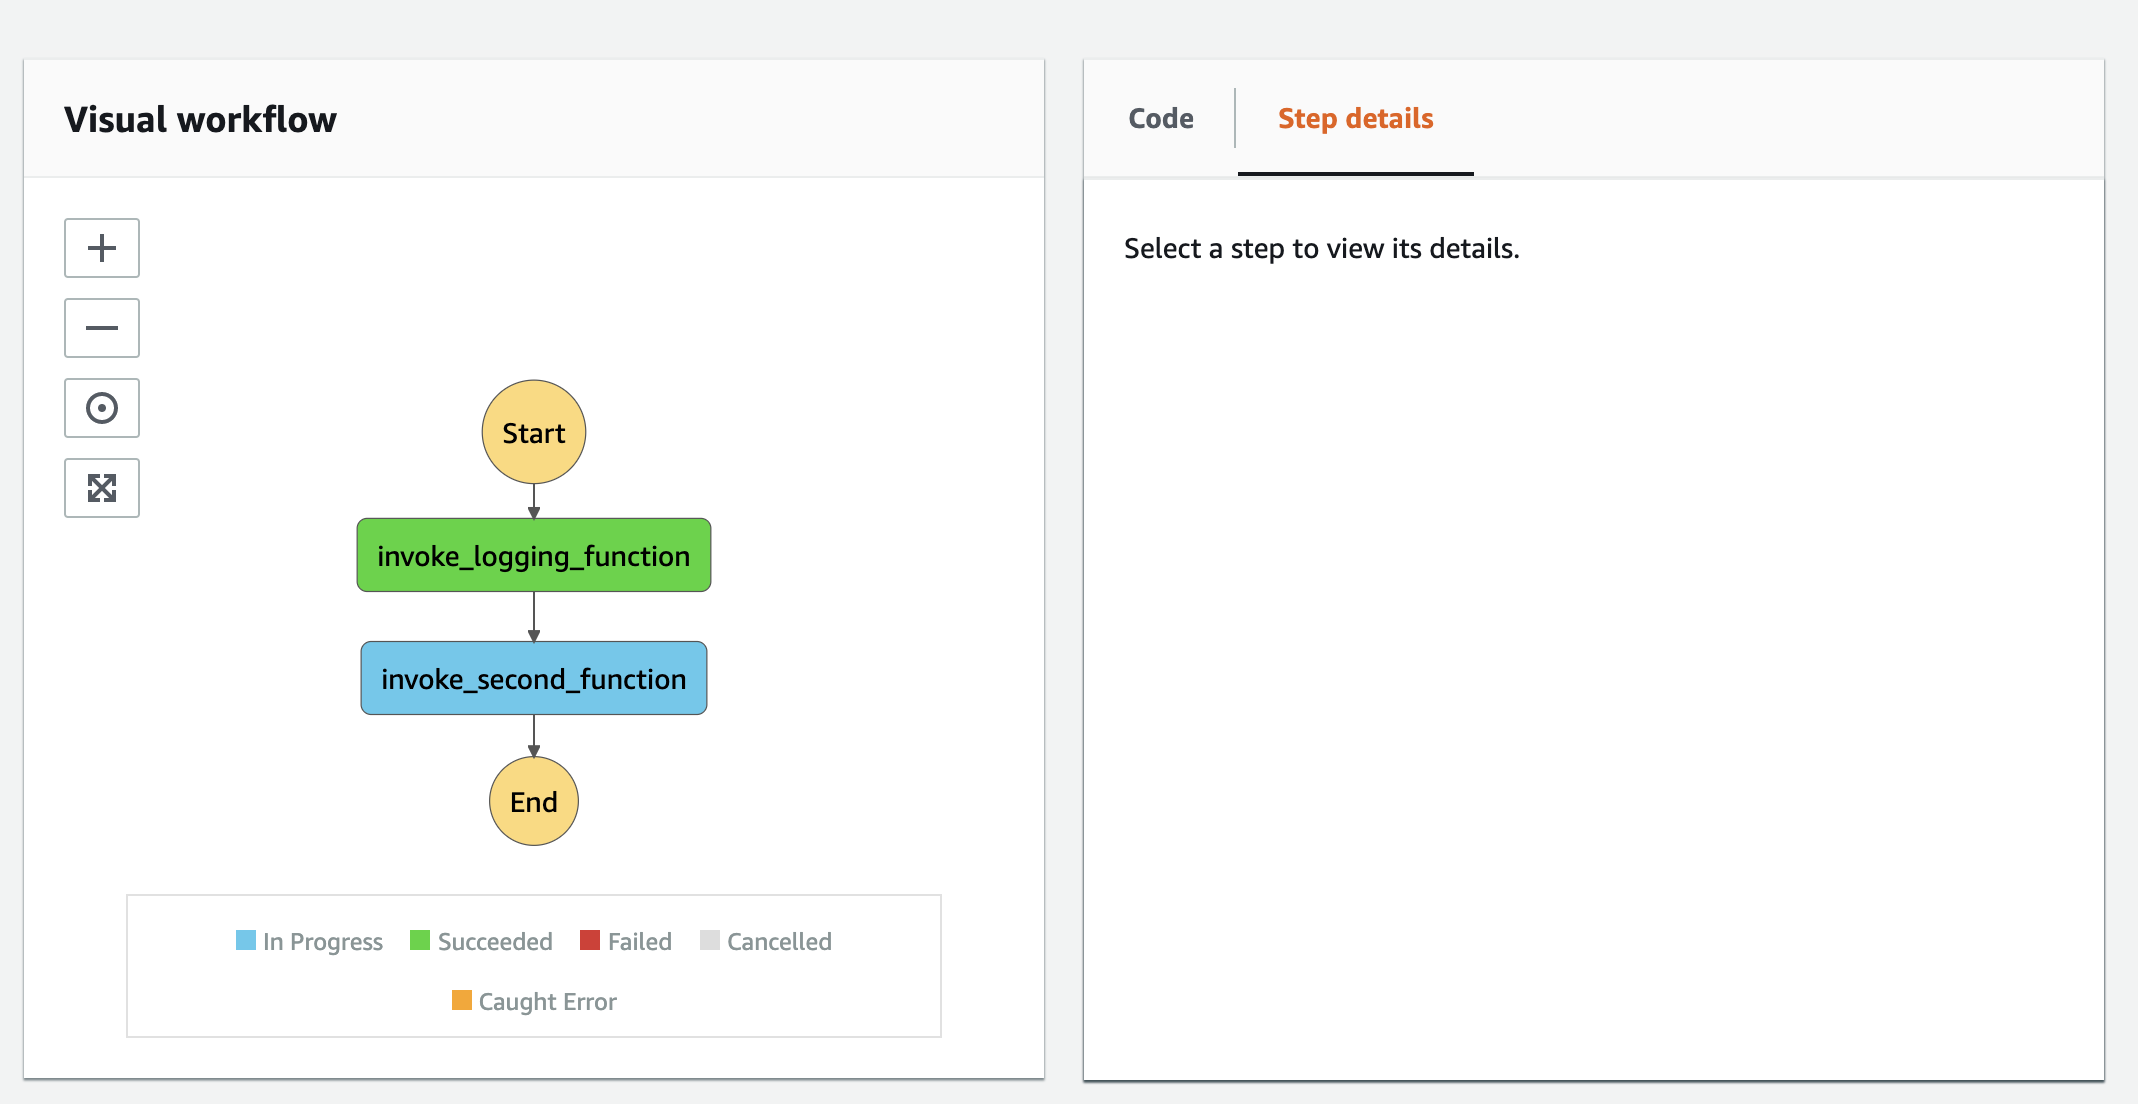 Visual workflow
Start
invoke_logging_function
invoke_second_function
End
In Progress Succeeded Failed Cancelled
Caught Error
Code Step details
Select a step to view its details.